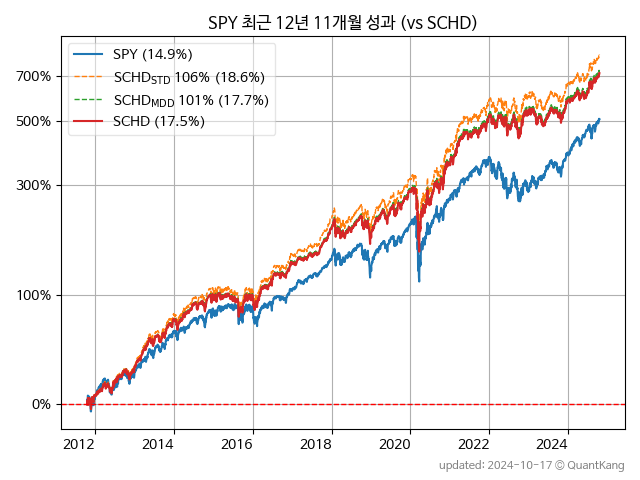 SPY 최근 12년 11개월 성과 (vs SCHD)
SPY (14.9%)
SCHD_STD 106% (18.6%)
SCHD_MDD 101% (17.7%)
SCHD (17.5%)
700%
500%
300%
100%
0%
2012 2014 2016 2018 2020 2022 2024
updated: 2024-10-17 © QuantKang